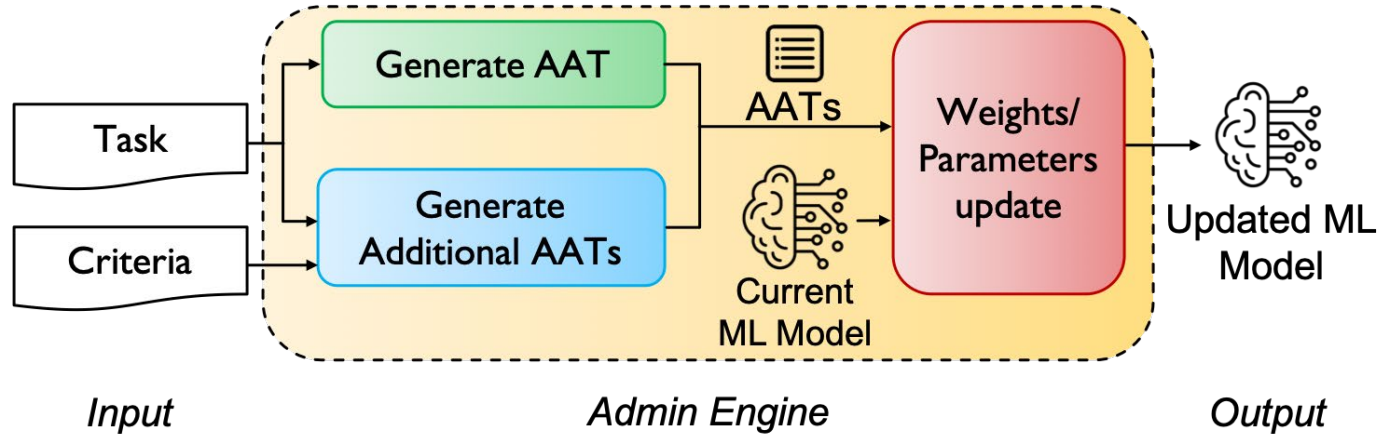 Task
Criteria
Generate AAT
Generate
Additional AATs
AATs
Current
ML Model
Weights/
Parameters
update
Updated ML
Model
Input
Admin Engine
Output